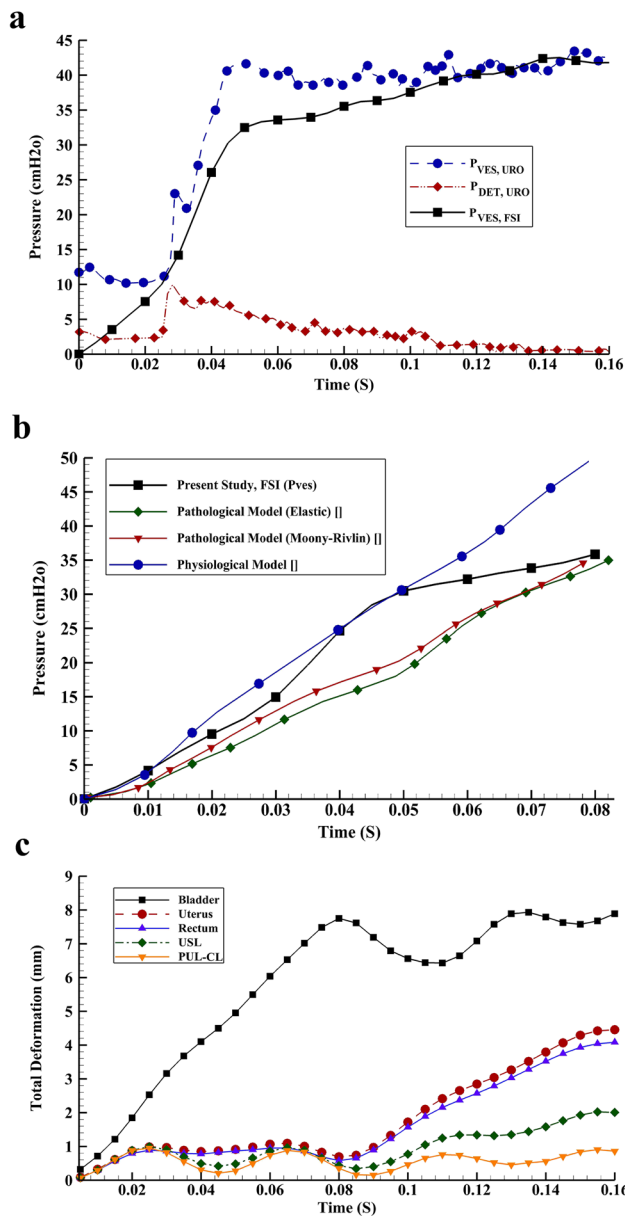 a
45
40
35
30
25
20
15
10
5
0
Pressure (cmH2o)
P VES, URO
P DET, URO
P VES, FSI
0 0.02 0.04 0.06 0.08 0.1 0.12 0.14 0.16
Time (S)
b
50
45
40
35
30
25
20
15
10
5
0
Pressure (cmH2o)
Present Study, FSI (Pves)
Pathological Model (Elastic) []
Pathological Model (Moony-Rivlin) []
Physiological Model []
0 0.01 0.02 0.03 0.04 0.05 0.06 0.07 0.08
Time (S)
c
9
8
7
6
5
4
3
2
1
0
Total Deformation (mm)
Bladder
Uterus
Rectum
USL
PUL-CL
0.02 0.04 0.06 0.08 0.1 0.12 0.14 0.16
Time (S)